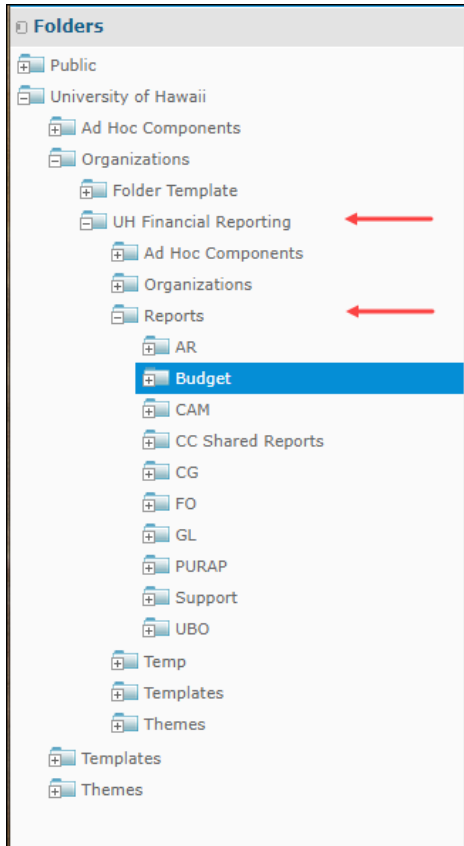 Folders
Public
University of Hawaii
Ad Hoc Components
Organizations
Folder Template
UH Financial Reporting
Ad Hoc Components
Organizations
Reports
AR
Budget
CAM
CC Shared Reports
CG
FO
GL
PURAP
Support
UBO
Temp
Templates
Themes
Templates
Themes